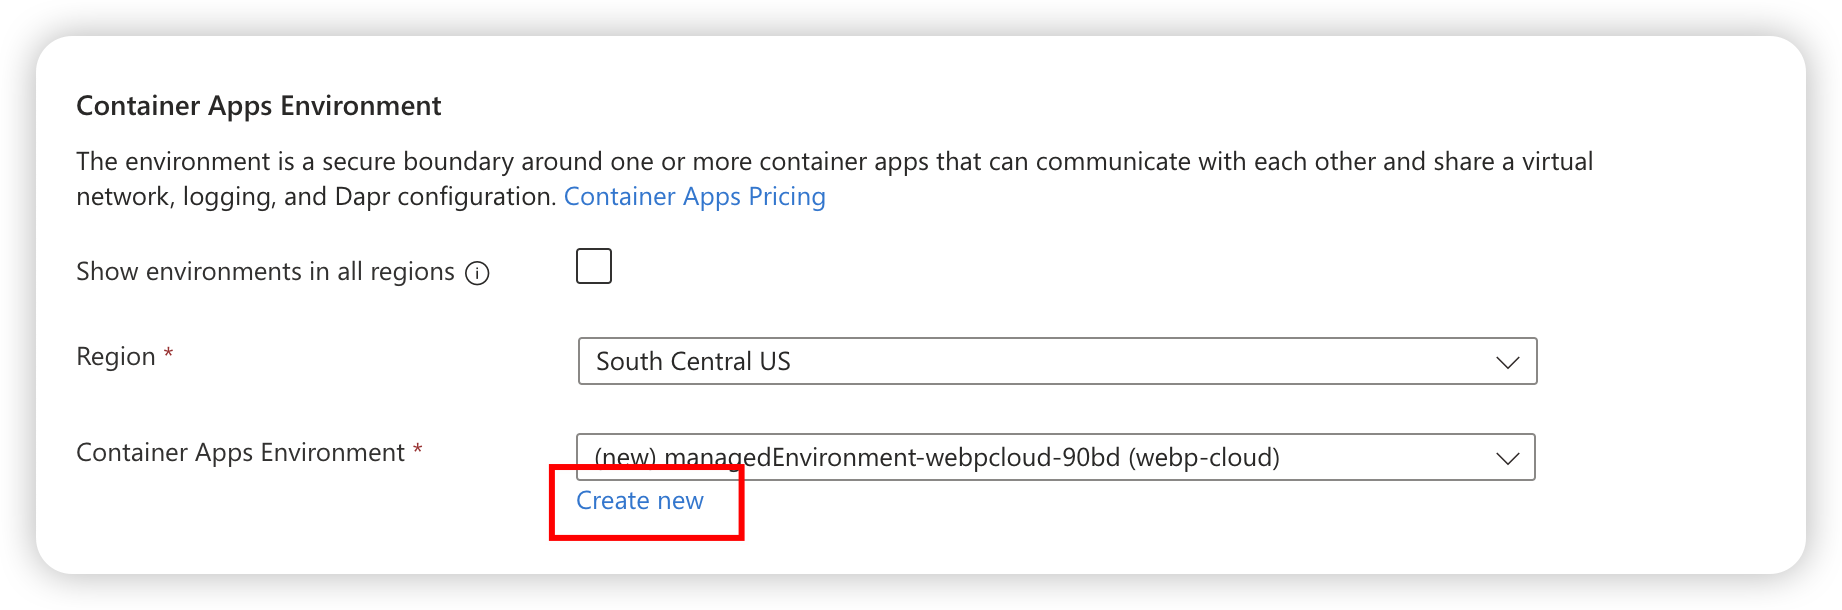 Container Apps Environment
The environment is a secure boundary around one or more container apps that can communicate with each other and share a virtual
network, logging, and Dapr configuration. Container Apps Pricing
Show environments in all regions
Region *
South Central US
Container Apps Environment *
(new) managedEnvironment-webpcloud-90bd (webp-cloud)
Create new